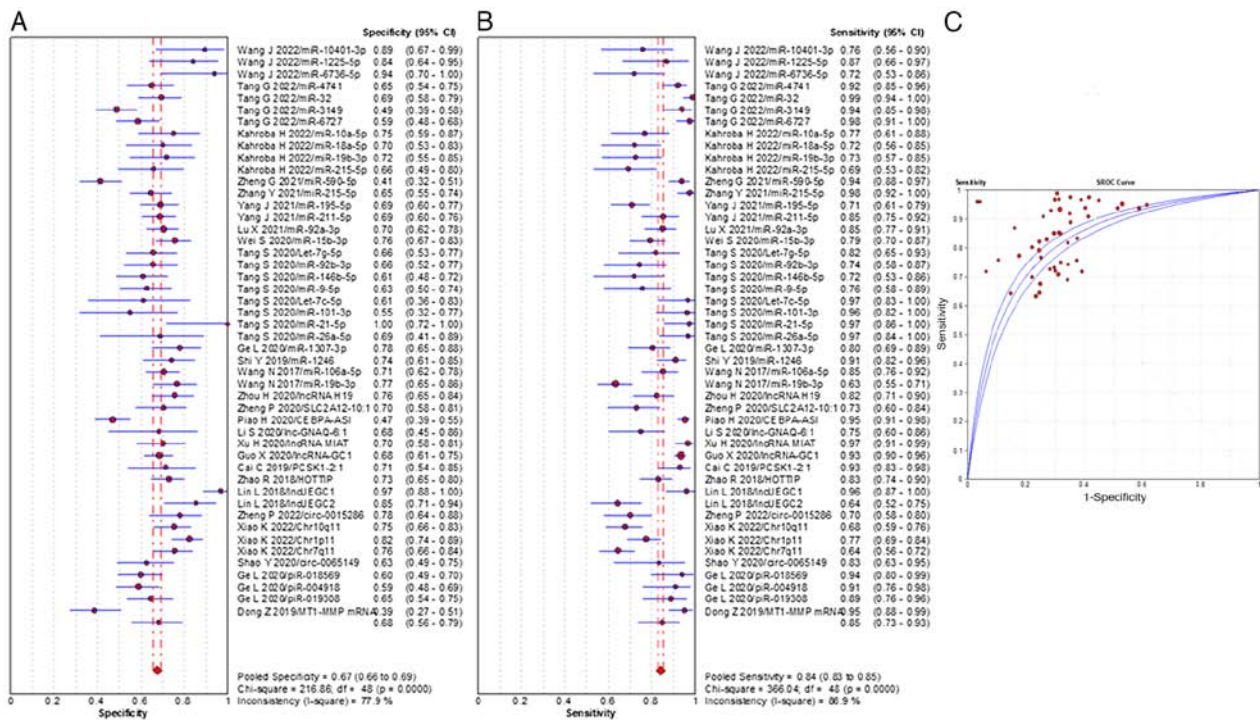 A
Specificity (95% CI)
Wang J 2022/miR-10401-3p 0.89 (0.67 - 0.99)
Wang J 2022/miR-1225-5p 0.84 (0.64 - 0.95)
Wang J 2022/miR-6736-5p 0.94 (0.70 - 1.00)
Tang G 2022/miR-4741 0.65 (0.54 - 0.75)
Tang G 2022/miR-32 0.69 (0.58 - 0.79)
Tang G 2022/miR-3149 0.49 (0.39 - 0.58)
Tang G 2022/miR-6727 0.59 (0.48 - 0.68)
Kahroba H 2022/miR-10a-5p 0.75 (0.59 - 0.87)
Kahroba H 2022/miR-18a-5p 0.70 (0.53 - 0.83)
Kahroba H 2022/miR-19b-3p 0.72 (0.55 - 0.85)
Kahroba H 2022/miR-215-5p 0.66 (0.49 - 0.80)
Zheng G 2021/miR-590-5p 0.41 (0.32 - 0.51)
Zhang Y 2021/miR-215-5p 0.65 (0.55 - 0.74)
Yang J 2021/miR-195-5p 0.69 (0.60 - 0.77)
Yang J 2021/miR-211-5p 0.69 (0.60 - 0.76)
Lu X 2021/miR-92a-3p 0.70 (0.62 - 0.78)
Wei S 2020/miR-15b-3p 0.76 (0.67 - 0.83)
Tang S 2020/Let-7g-5p 0.66 (0.53 - 0.77)
Tang S 2020/miR-92b-3p 0.66 (0.52 - 0.77)
Tang S 2020/miR-146b-5p 0.61 (0.48 - 0.72)
Tang S 2020/miR-9-5p 0.63 (0.50 - 0.74)
Tang S 2020/Let-7c-5p 0.61 (0.36 - 0.83)
Tang S 2020/miR-101-3p 0.55 (0.32 - 0.77)
Tang S 2020/miR-21-5p 1.00 (0.72 - 1.00)
Tang S 2020/miR-26a-5p 0.69 (0.41 - 0.89)
Ge L 2020/miR-1307-3p 0.78 (0.65 - 0.88)
Shi Y 2019/miR-1246 0.74 (0.61 - 0.85)
Wang N 2017/miR-106a-5p 0.71 (0.62 - 0.78)
Wang N 2017/miR-19b-3p 0.77 (0.65 - 0.86)
Zhou H 2020/lncRNA H19 0.76 (0.65 - 0.84)
Zheng P 2020/SLC2A12-10:1 0.70 (0.58 - 0.81)
Piao H 2020/CEBPA-ASI 0.47 (0.39 - 0.55)
Li S 2020/lnc-GNAQ-6:1 0.68 (0.45 - 0.86)
Xu H 2020/lncRNA MIAT 0.70 (0.58 - 0.81)
Guo X 2020/lncRNA-GC1 0.68 (0.61 - 0.75)
Cai C 2019/PCSK1-2:1 0.71 (0.54 - 0.85)
Zhao R 2018/HOTTIP 0.73 (0.65 - 0.80)
Lin L 2018/lncUEGC1 0.97 (0.88 - 1.00)
Lin L 2018/lncUEGC2 0.85 (0.71 - 0.94)
Zheng P 2022/circ-0015286 0.78 (0.64 - 0.88)
Xiao K 2022/Chr10q11 0.75 (0.66 - 0.83)
Xiao K 2022/Chr1p11 0.82 (0.74 - 0.89)
Xiao K 2022/Chr7q11 0.76 (0.66 - 0.84)
Shao Y 2020/circ-0065149 0.63 (0.49 - 0.75)
Ge L 2020/piR-018569 0.60 (0.49 - 0.70)
Ge L 2020/piR-004918 0.59 (0.48 - 0.69)
Ge L 2020/piR-019308 0.65 (0.54 - 0.75)
Dong Z 2019/MT1-MMP mRNA 0.39 (0.27 - 0.51)
0.68 (0.56 - 0.79)
Pooled Specificity = 0.67 (0.66 to 0.69)
Chi-square = 216.86; df = 48 (p = 0.0000)
Inconsistency (I-square) = 77.9 %
0 0.2 0.4 0.6 0.8 1
Specificity
B
Sensitivity (95% CI)
Wang J 2022/miR-10401-3p 0.76 (0.56 - 0.90)
Wang J 2022/miR-1225-5p 0.87 (0.66 - 0.97)
Wang J 2022/miR-6736-5p 0.72 (0.53 - 0.86)
Tang G 2022/miR-4741 0.92 (0.85 - 0.96)
Tang G 2022/miR-32 0.99 (0.94 - 1.00)
Tang G 2022/miR-3149 0.94 (0.85 - 0.98)
Tang G 2022/miR-6727 0.98 (0.91 - 1.00)
Kahroba H 2022/miR-10a-5p 0.77 (0.61 - 0.88)
Kahroba H 2022/miR-18a-5p 0.72 (0.56 - 0.85)
Kahroba H 2022/miR-19b-3p 0.73 (0.57 - 0.85)
Kahroba H 2022/miR-215-5p 0.69 (0.53 - 0.82)
Zheng G 2021/miR-590-5p 0.94 (0.88 - 0.97)
Zhang Y 2021/miR-215-5p 0.98 (0.92 - 1.00)
Yang J 2021/miR-195-5p 0.71 (0.61 - 0.79)
Yang J 2021/miR-211-5p 0.85 (0.75 - 0.92)
Lu X 2021/miR-92a-3p 0.85 (0.77 - 0.91)
Wei S 2020/miR-15b-3p 0.79 (0.70 - 0.87)
Tang S 2020/Let-7g-5p 0.82 (0.65 - 0.93)
Tang S 2020/miR-92b-3p 0.74 (0.58 - 0.87)
Tang S 2020/miR-146b-5p 0.72 (0.53 - 0.86)
Tang S 2020/miR-9-5p 0.76 (0.58 - 0.89)
Tang S 2020/Let-7c-5p 0.97 (0.83 - 1.00)
Tang S 2020/miR-101-3p 0.96 (0.82 - 1.00)
Tang S 2020/miR-21-5p 0.97 (0.86 - 1.00)
Tang S 2020/miR-26a-5p 0.97 (0.84 - 1.00)
Ge L 2020/miR-1307-3p 0.80 (0.69 - 0.89)
Shi Y 2019/miR-1246 0.91 (0.82 - 0.96)
Wang N 2017/miR-106a-5p 0.85 (0.76 - 0.92)
Wang N 2017/miR-19b-3p 0.63 (0.55 - 0.71)
Zhou H 2020/lncRNA H19 0.82 (0.71 - 0.90)
Zheng P 2020/SLC2A12-10:1 0.73 (0.60 - 0.84)
Piao H 2020/CEBPA-ASI 0.95 (0.91 - 0.98)
Li S 2020/lnc-GNAQ-6:1 0.75 (0.60 - 0.86)
Xu H 2020/lncRNA MIAT 0.97 (0.91 - 0.99)
Guo X 2020/lncRNA-GC1 0.93 (0.90 - 0.96)
Cai C 2019/PCSK1-2:1 0.93 (0.83 - 0.98)
Zhao R 2018/HOTTIP 0.83 (0.74 - 0.90)
Lin L 2018/lncUEGC1 0.96 (0.87 - 1.00)
Lin L 2018/lncUEGC2 0.64 (0.52 - 0.75)
Zheng P 2022/circ-0015286 0.70 (0.58 - 0.80)
Xiao K 2022/Chr10q11 0.68 (0.59 - 0.76)
Xiao K 2022/Chr1p11 0.77 (0.69 - 0.84)
Xiao K 2022/Chr7q11 0.64 (0.56 - 0.72)
Shao Y 2020/circ-0065149 0.83 (0.63 - 0.95)
Ge L 2020/piR-018569 0.94 (0.80 - 0.99)
Ge L 2020/piR-004918 0.91 (0.76 - 0.98)
Ge L 2020/piR-019308 0.89 (0.76 - 0.96)
Dong Z 2019/MT1-MMP mRNA 0.95 (0.88 - 0.99)
0.85 (0.73 - 0.93)
Pooled Sensitivity = 0.84 (0.83 to 0.85)
Chi-square = 366.04; df = 48 (p = 0.0000)
Inconsistency (I-square) = 86.9 %
0 0.2 0.4 0.6 0.8 1
Sensitivity
C
Sensitivity
SROC Curve
1
0.9
0.8
0.7
0.6
0.5
0.4
0.3
0.2
0.1
0
0 0.2 0.4 0.6 0.8 1
Sensitivity
1-Specificity